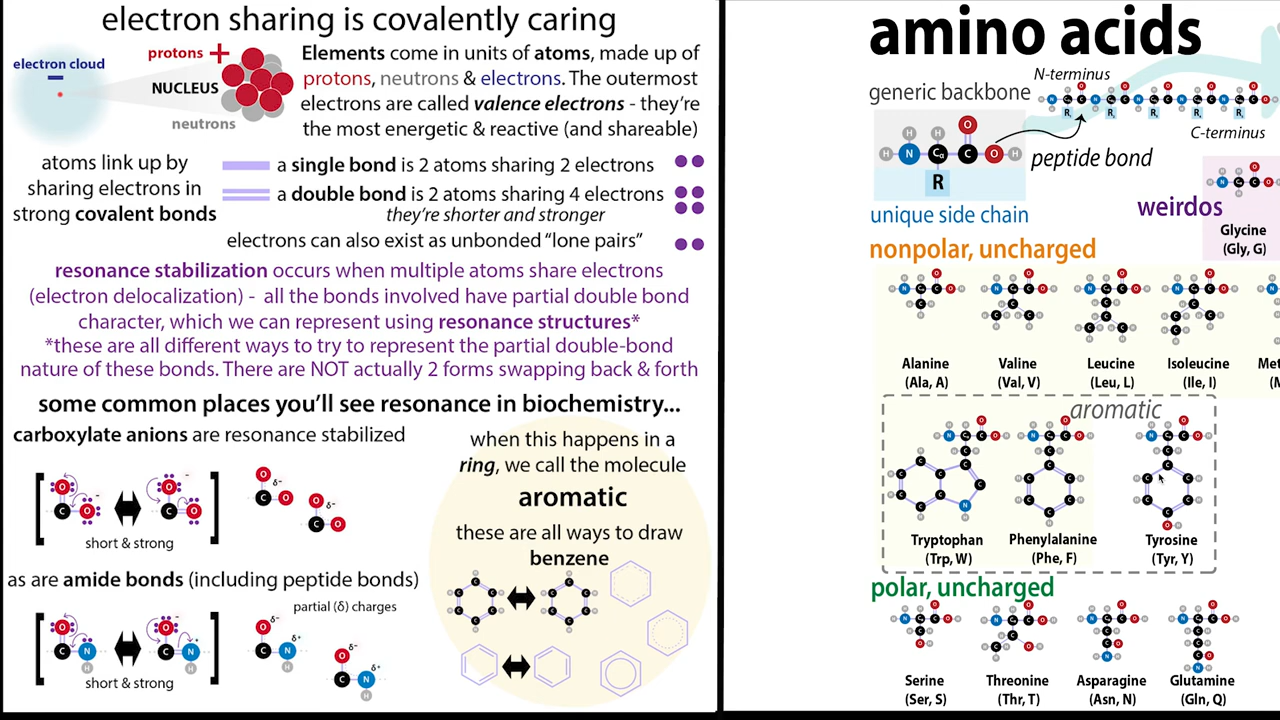 electron sharing is covalently caring
protons +
electron cloud
NUCLEUS
neutrons
Elements come in units of atoms, made up of
protons, neutrons & electrons. The outermost
electrons are called valence electrons - they're
the most energetic & reactive (and shareable)
atoms link up by
sharing electrons in
strong covalent bonds
a single bond is 2 atoms sharing 2 electrons
a double bond is 2 atoms sharing 4 electrons
they're shorter and stronger
electrons can also exist as unbonded "lone pairs"
resonance stabilization occurs when multiple atoms share electrons
(electron delocalization) - all the bonds involved have partial double bond
character, which we can represent using resonance structures*
*these are all different ways to try to represent the partial double-bond
nature of these bonds. There are NOT actually 2 forms swapping back & forth
some common places you'll see resonance in biochemistry...
carboxylate anions are resonance stabilized
short & strong
as are amide bonds (including peptide bonds)
partial (δ) charges
short & strong
when this happens in a
ring, we call the molecule
aromatic
these are all ways to draw
benzene
amino acids
N-terminus
generic backbone
C-terminus
peptide bond
R
unique side chain
weirdos
Glycine
(Gly, G)
nonpolar, uncharged
Alanine
(Ala, A)
Valine
(Val, V)
Leucine
(Leu, L)
Isoleucine
(Ile, I)
Met
(M
aromatic
Tryptophan
(Trp, W)
Phenylalanine
(Phe, F)
Tyrosine
(Tyr, Y)
polar, uncharged
Serine
(Ser, S)
Threonine
(Thr, T)
Asparagine
(Asn, N)
Glutamine
(Gln, Q)